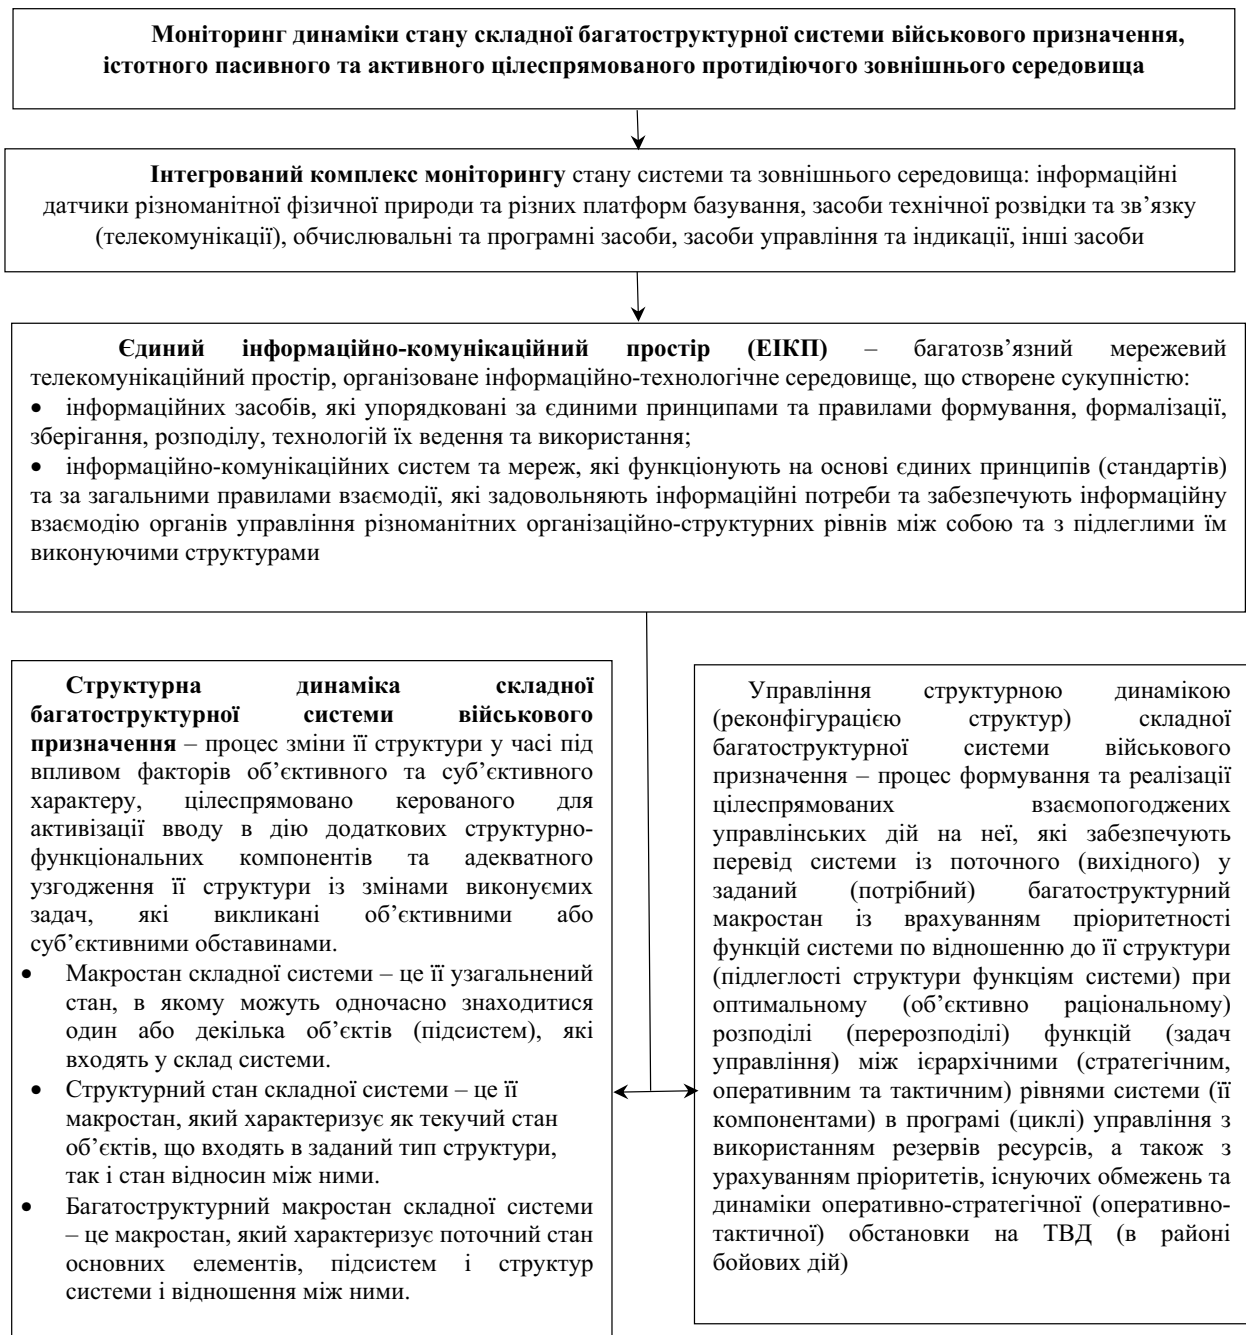 Моніторинг динаміки стану складної багатоструктурної системи військового призначення,
істотного пасивного та активного цілеспрямованого протидіючого зовнішнього середовища
Інтегрований комплекс моніторингу стану системи та зовнішнього середовища: інформаційні
датчики різноманітної фізичної природи та різних платформ базування, засоби технічної розвідки та зв’язку
(телекомунікації), обчислювальні та програмні засоби, засоби управління та індикації, інші засоби
Єдиний інформаційно-комунікаційний простір (ЕІКП) – багатозв’язний мережевий
телекомунікаційний простір, організоване інформаційно-технологічне середовище, що створене сукупністю:
• інформаційних засобів, які упорядковані за єдиними принципами та правилами формування, формалізації,
зберігання, розподілу, технологій їх ведення та використання;
• інформаційно-комунікаційних систем та мереж, які функціонують на основі єдиних принципів (стандартів)
та за загальними правилами взаємодії, які задовольняють інформаційні потреби та забезпечують інформаційну
взаємодію органів управління різноманітних організаційно-структурних рівнів між собою та з підлеглими їм
виконуючими структурами
Структурна динаміка складної
багатоструктурної системи військового
призначення – процес зміни її структури у часі під
впливом факторів об’єктивного та суб’єктивного
характеру, цілеспрямовано керованого для
активізації вводу в дію додаткових структурно-
функціональних компонентів та адекватного
узгодження її структури із змінами виконуємих
задач, які викликані об’єктивними або
суб’єктивними обставинами.
• Макростан складної системи – це її узагальнений
стан, в якому можуть одночасно знаходитися
один або декілька об’єктів (підсистем), які
входять у склад системи.
• Структурний стан складної системи – це її
макростан, який характеризує як текучий стан
об’єктів, що входять в заданий тип структури,
так і стан відносин між ними.
• Багатоструктурний макростан складної системи
– це макростан, який характеризує поточний стан
основних елементів, підсистем і структур
системи і відношення між ними.
Управління структурною динамікою
(реконфігурацією структур) складної
багатоструктурної системи військового
призначення – процес формування та реалізації
цілеспрямованих взаємопогоджених
управлінських дій на неї, які забезпечують
перевід системи із поточного (вихідного) у
заданий (потрібний) багатоструктурний
макростан із врахуванням пріоритетності
функцій системи по відношенню до її структури
(підлеглості структури функціям системи) при
оптимальному (об’єктивно раціональному)
розподілі (перерозподілі) функцій (задач
управління) між ієрархічними (стратегічним,
оперативним та тактичним) рівнями системи (її
компонентами) в програмі (циклі) управління з
використанням резервів ресурсів, а також з
урахуванням пріоритетів, існуючих обмежень та
динаміки оперативно-стратегічної (оперативно-
тактичної) обстановки на ТВД (в районі
бойових дій)